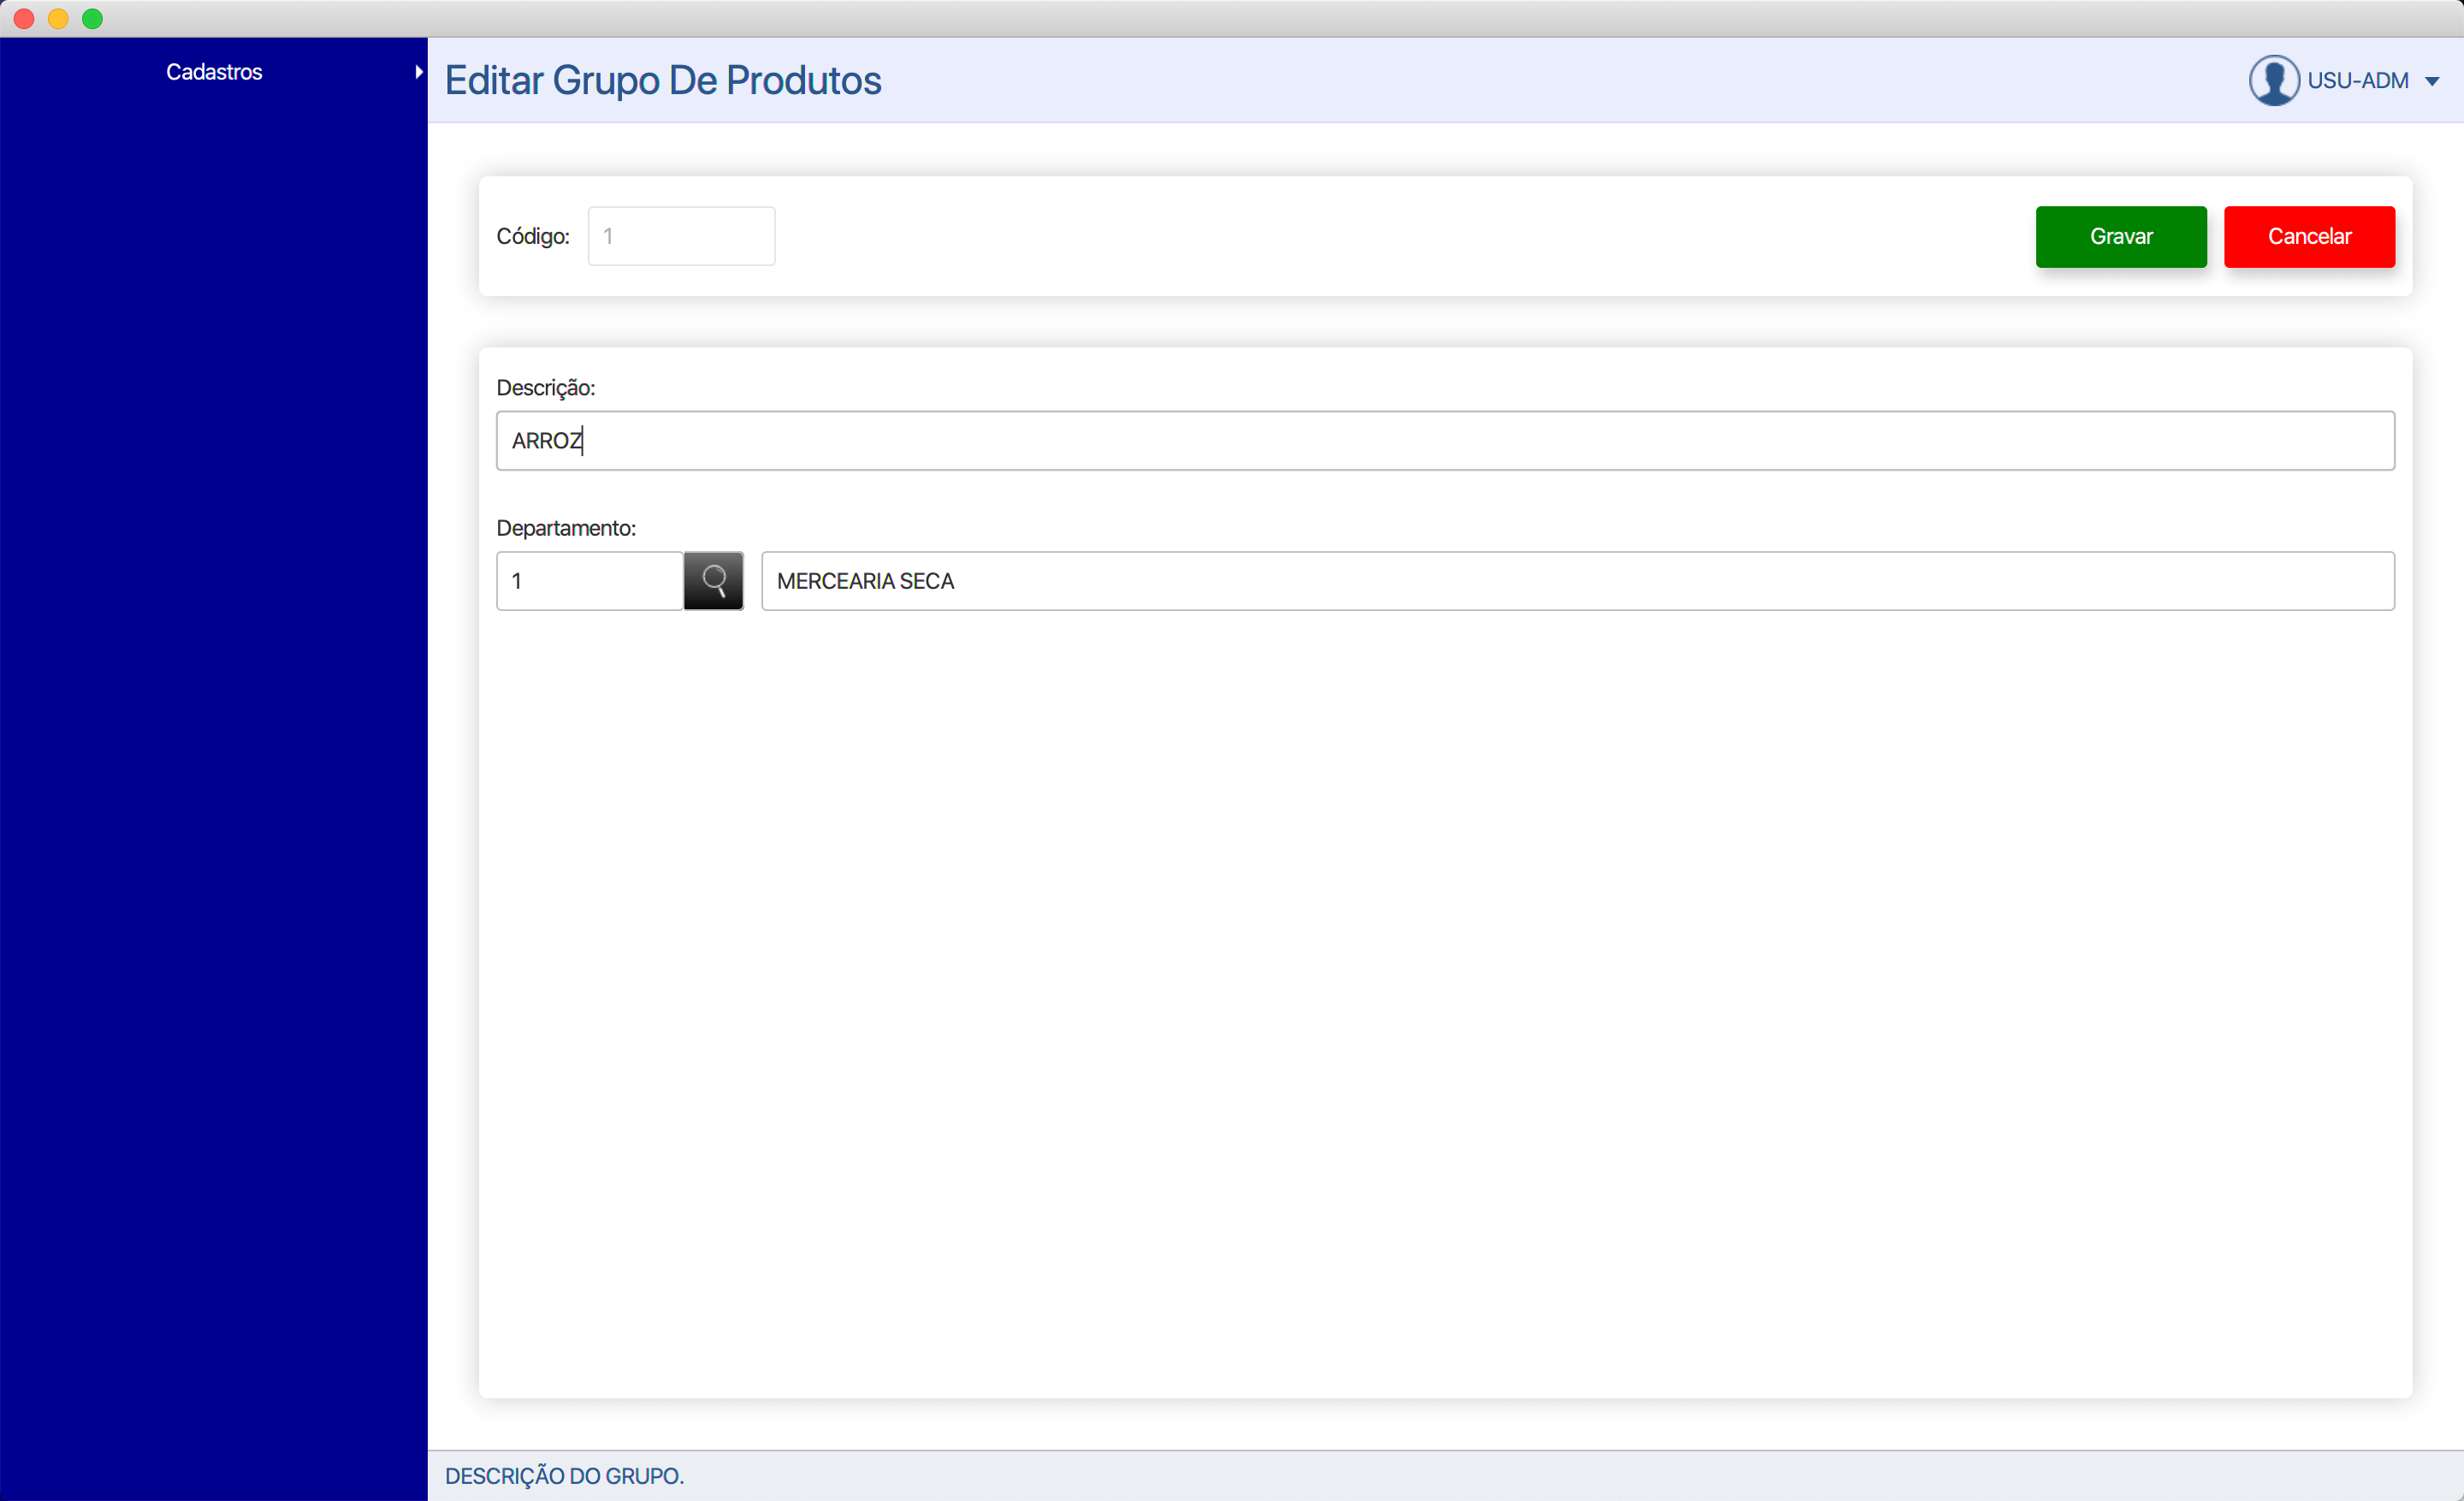 Cadastros
Editar Grupo De Produtos
USU-ADM
Código:
1
Gravar
Cancelar
Descrição:
ARROZ
Departamento:
1
MERCEARIA SECA
DESCRIÇÃO DO GRUPO.